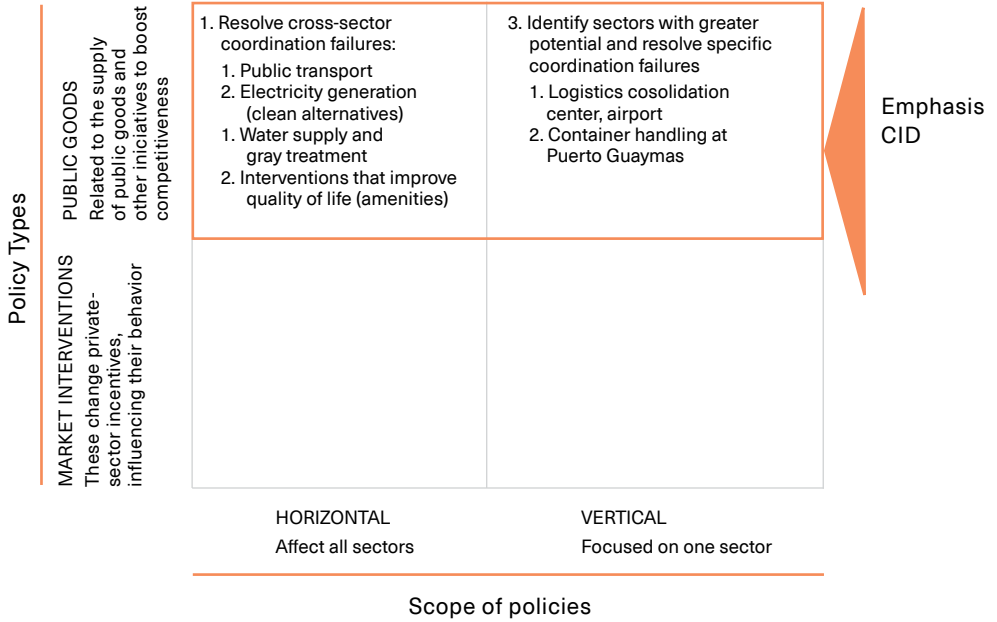 Policy Types
PUBLIC GOODS
Related to the supply
of public goods and
other iniciatives to boost
competitiveness
1. Resolve cross-sector
coordination failures:
1. Public transport
2. Electricity generation
(clean alternatives)
1. Water supply and
gray treatment
2. Interventions that improve
quality of life (amenities)
3. Identify sectors with greater
potential and resolve specific
coordination failures
1. Logistics cosolidation
center, airport
2. Container handling at
Puerto Guaymas
Emphasis
CID
MARKET INTERVENTIONS
These change private-
sector incentives,
influencing their behavior
HORIZONTAL
Affect all sectors
VERTICAL
Focused on one sector
Scope of policies